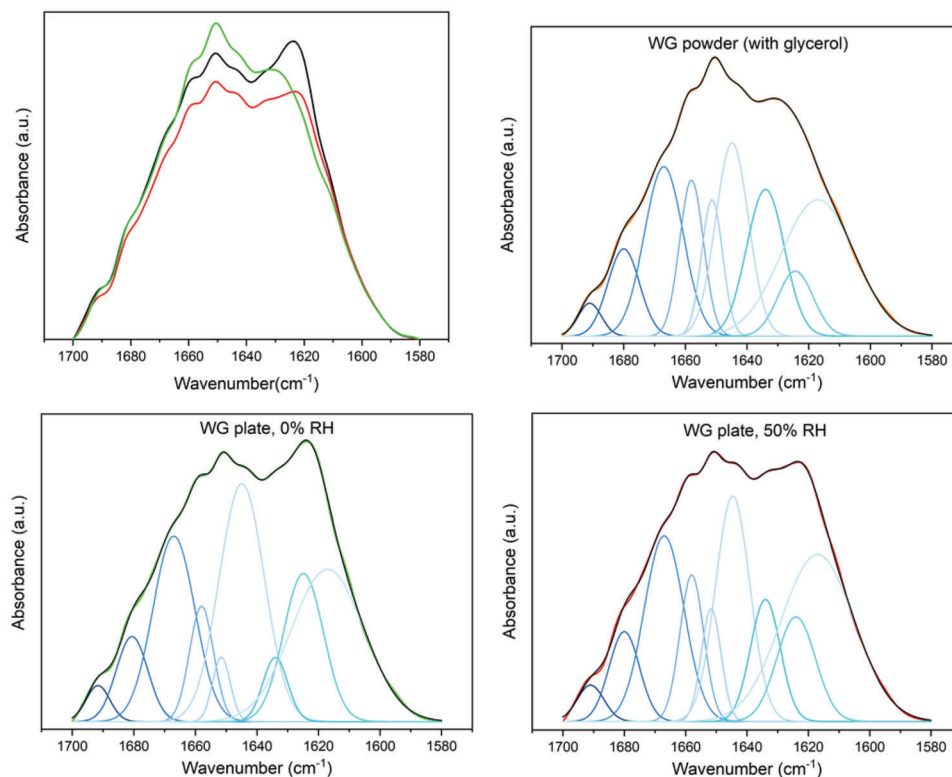 Absorbance (a.u.)
1700 1680 1660 1640 1620 1600 1580
Wavenumber(cm⁻¹)
WG powder (with glycerol)
Absorbance (a.u.)
1700 1680 1660 1640 1620 1600 1580
Wavenumber (cm⁻¹)
WG plate, 0% RH
Absorbance (a.u.)
1700 1680 1660 1640 1620 1600 1580
Wavenumber (cm⁻¹)
WG plate, 50% RH
Absorbance (a.u.)
1700 1680 1660 1640 1620 1600 1580
Wavenumber (cm⁻¹)